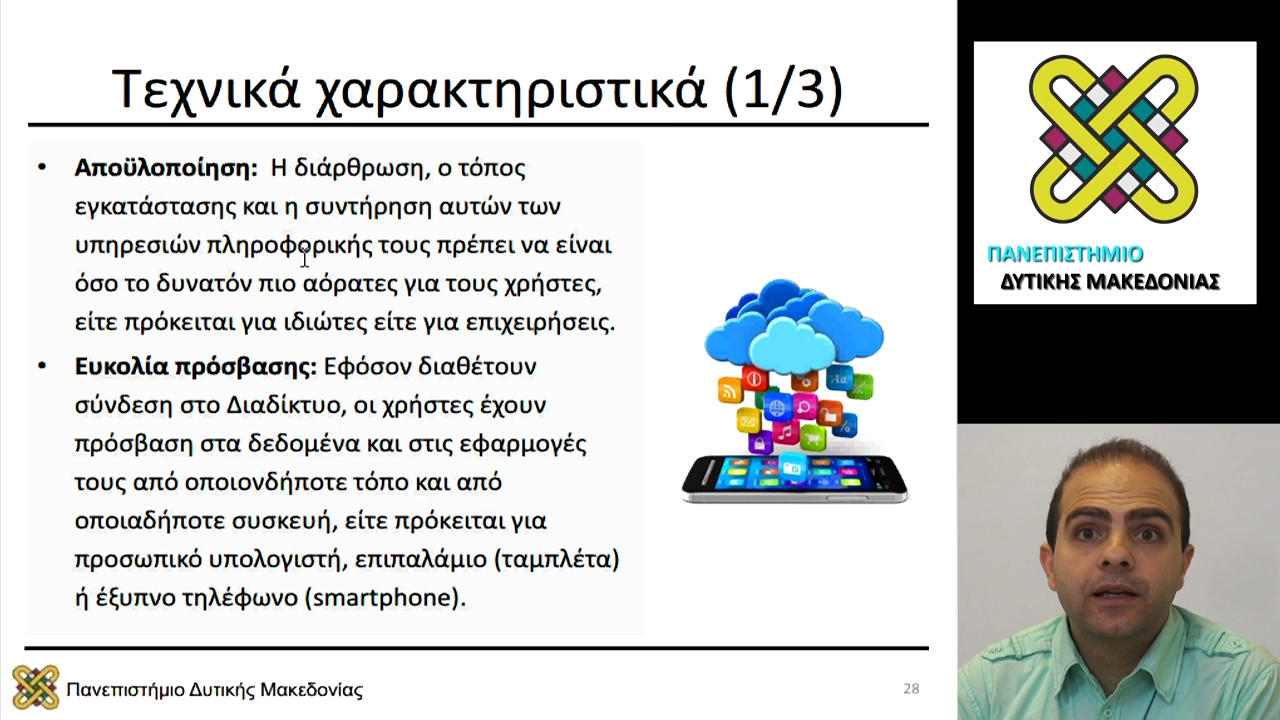 Τεχνικά χαρακτηριστικά (1/3)
• Αποϋλοποίηση: Η διάρθρωση, ο τόπος
εγκατάστασης και η συντήρηση αυτών των
υπηρεσιών πληροφορικής τους πρέπει να είναι
όσο το δυνατόν πιο αόρατες για τους χρήστες,
είτε πρόκειται για ιδιώτες είτε για επιχειρήσεις.
• Ευκολία πρόσβασης: Εφόσον διαθέτουν
σύνδεση στο Διαδίκτυο, οι χρήστες έχουν
πρόσβαση στα δεδομένα και στις εφαρμογές
τους από οποιονδήποτε τόπο και από
οποιαδήποτε συσκευή, είτε πρόκειται για
προσωπικό υπολογιστή, επιπαλάμιο (ταμπλέτα)
ή έξυπνο τηλέφωνο (smartphone).
Πανεπιστήμιο Δυτικής Μακεδονίας
28
ΠΑΝΕΠΙΣΤΗΜΙΟ
ΔΥΤΙΚΗΣ ΜΑΚΕΔΟΝΙΑΣ